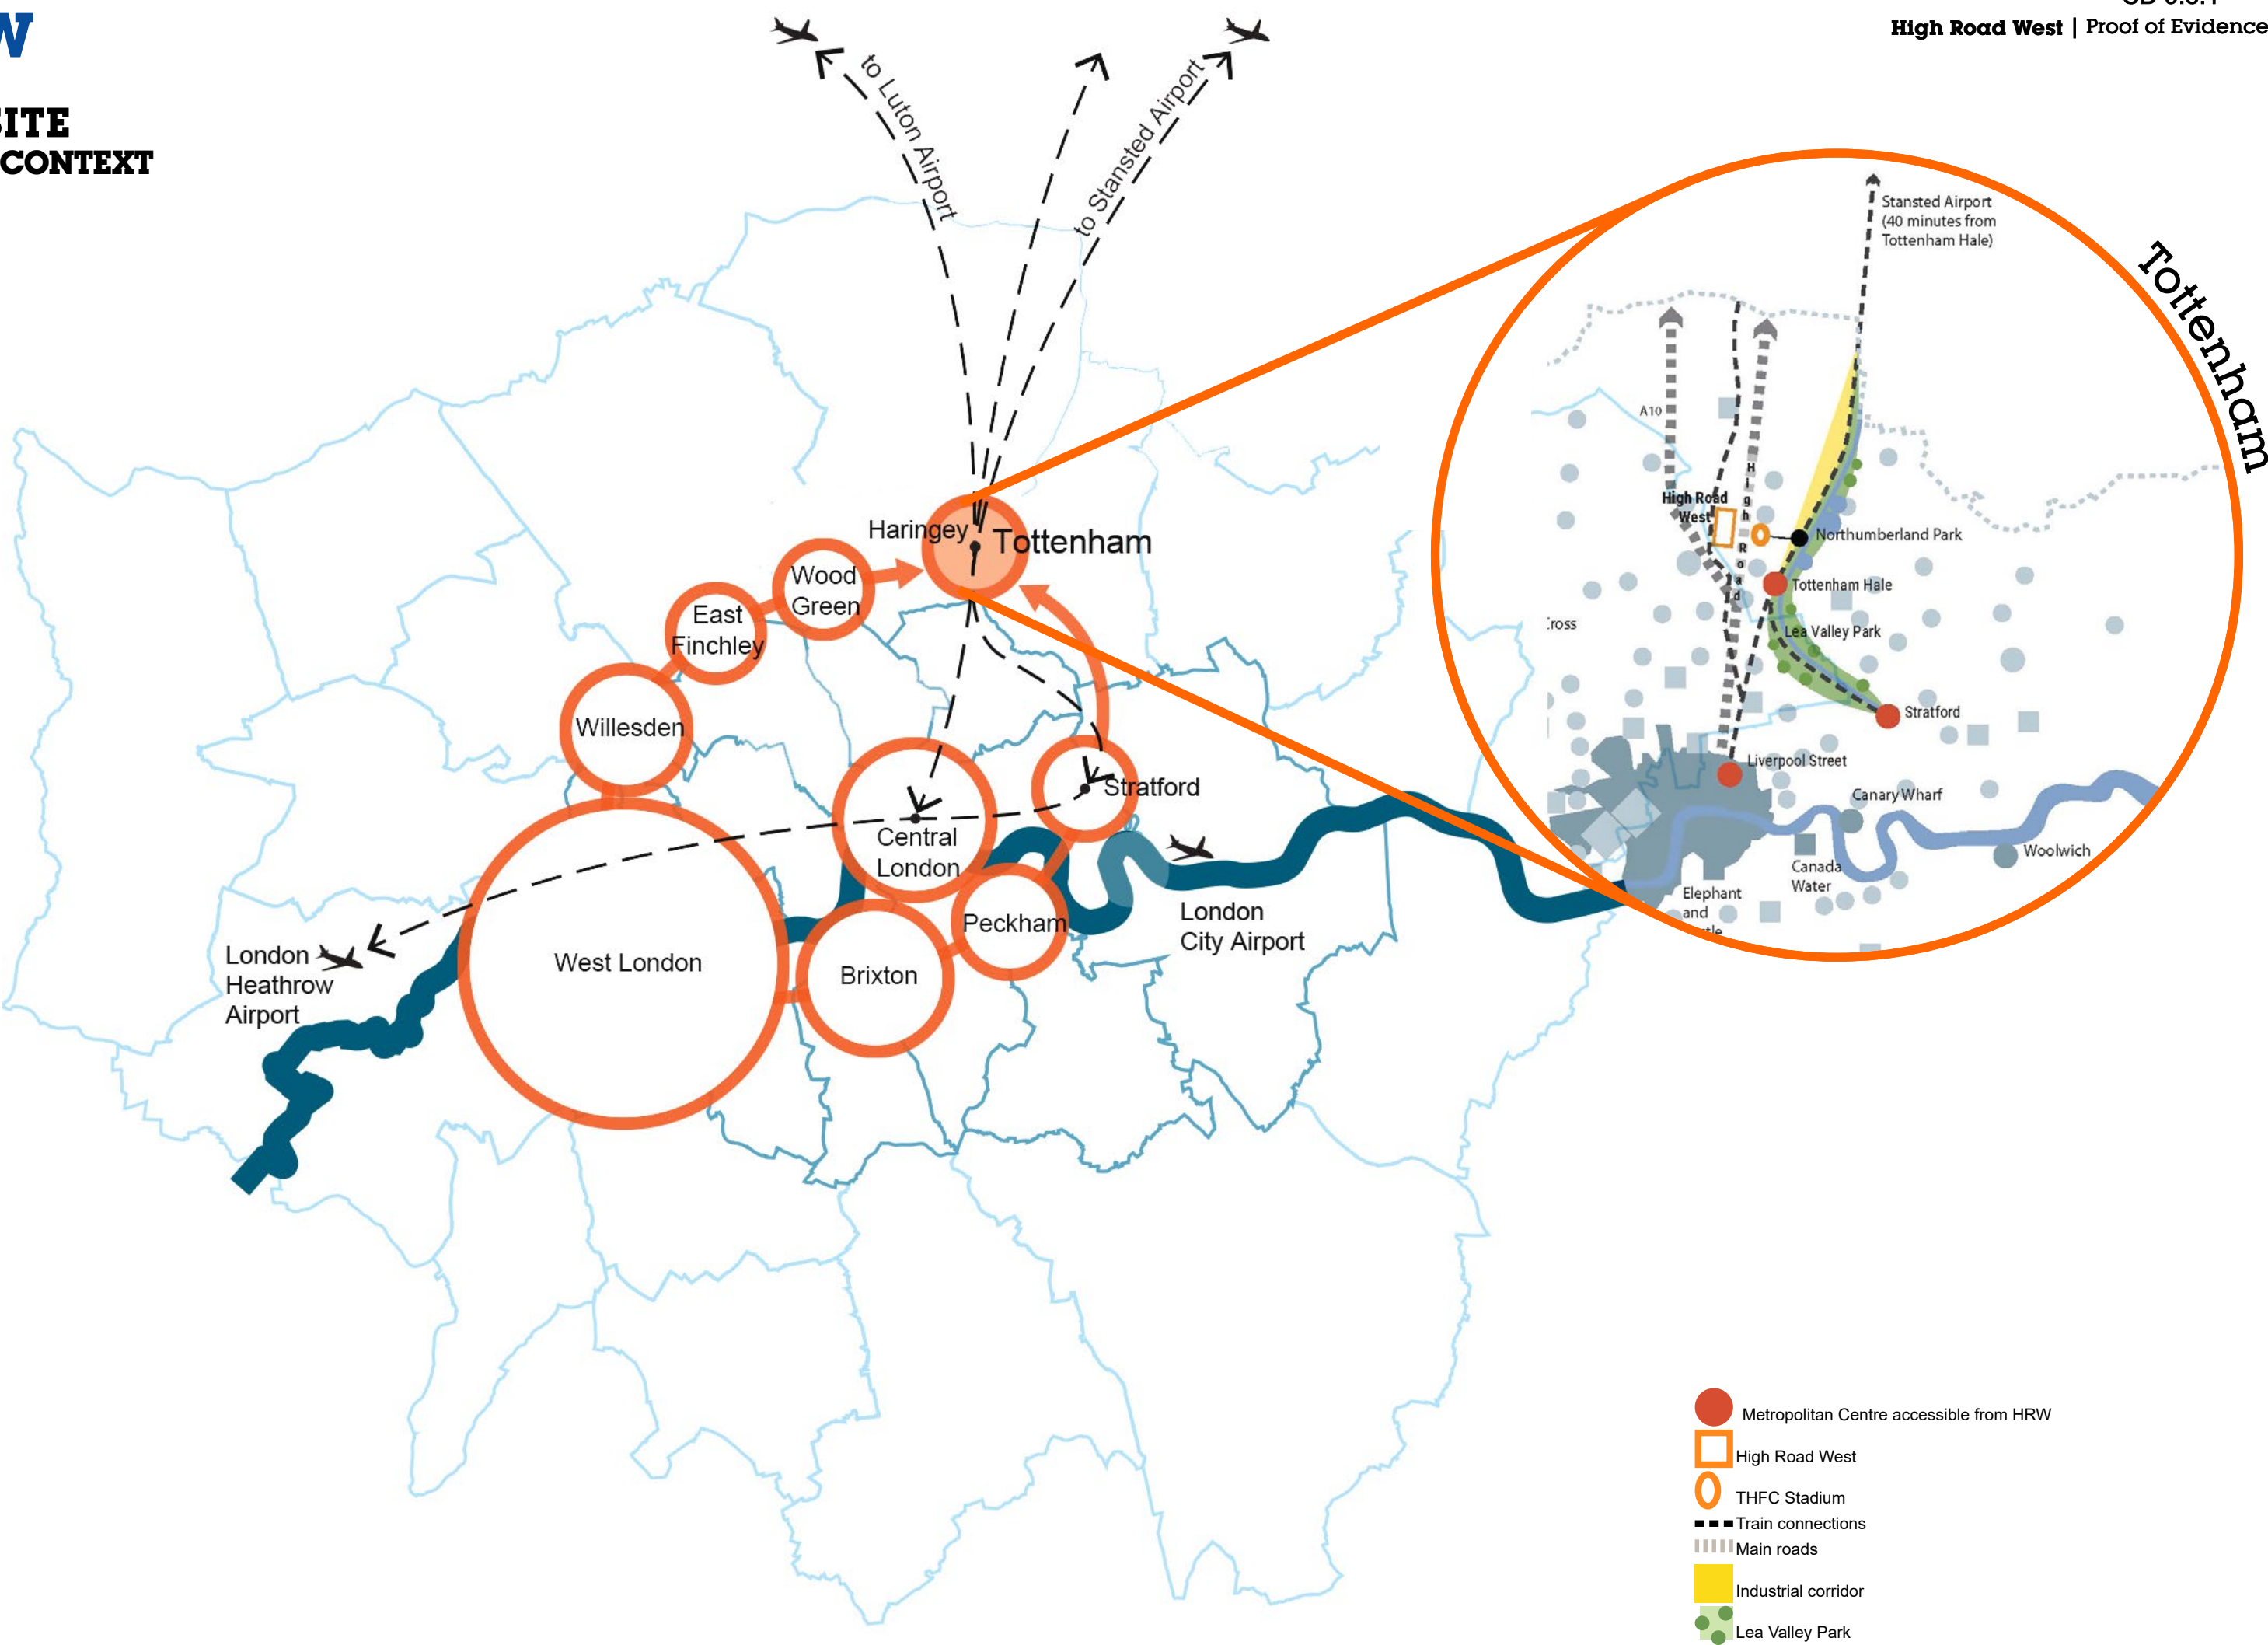 High Road West | Proof of Evidence
SITE
CONTEXT
to Luton Airport
to Stansted Airport
Haringey
Tottenham
Wood
Green
East
Finchley
Willesden
Central
London
Stratford
West London
Brixton
Peckham
London
City Airport
London
Heathrow
Airport
Tottenham
Stansted Airport
(40 minutes from
Tottenham Hale)
A10
High Road
West
High Road
Northumberland Park
Tottenham Hale
Lea Valley Park
Stratford
Liverpool Street
Canary Wharf
Canada
Water
Woolwich
Elephant
and
Metropolitan Centre accessible from HRW
High Road West
THFC Stadium
Train connections
Main roads
Industrial corridor
Lea Valley Park